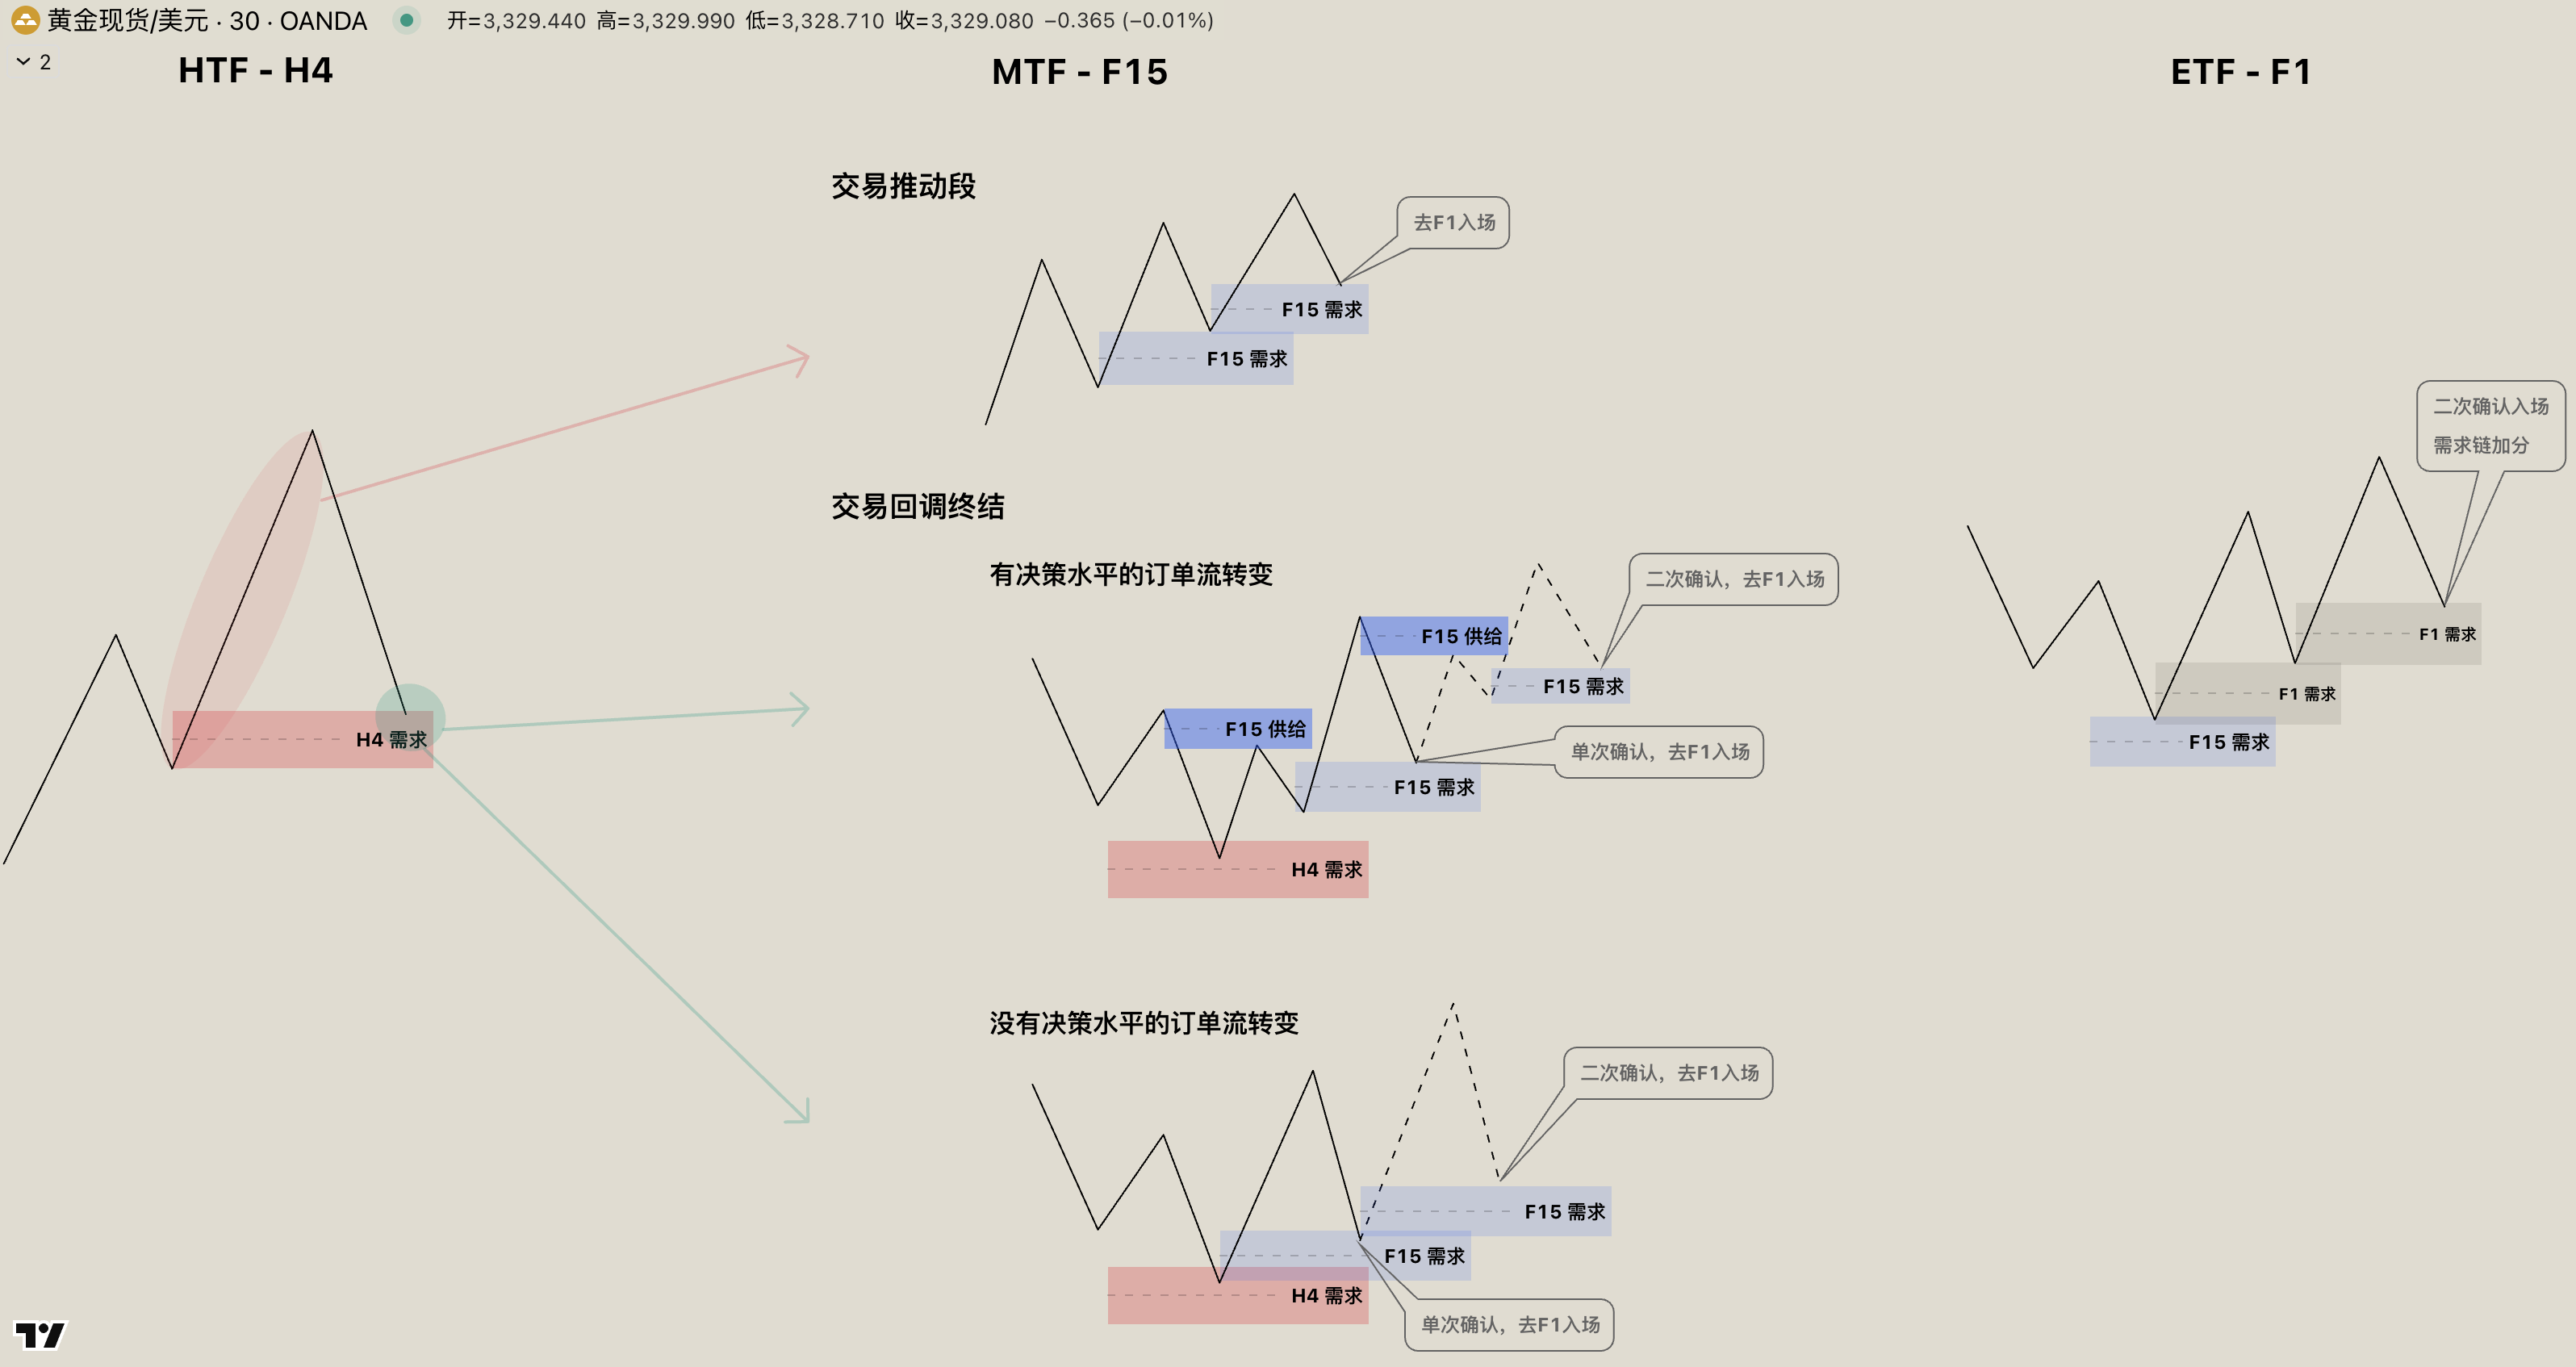 黄金现货/美元 · 30 · OANDA 开=3,329.440 高=3,329.990 低=3,328.710 收=3,329.080 −0.365 (−0.01%)
2
HTF - H4
MTF - F15
ETF - F1
交易推动段
去F1入场
F15 需求
F15 需求
H4 需求
交易回调终结
有决策水平的订单流转变
二次确认，去F1入场
F15 供给
F15 需求
F15 供给
单次确认，去F1入场
F15 需求
H4 需求
没有决策水平的订单流转变
二次确认，去F1入场
F15 需求
F15 需求
H4 需求
单次确认，去F1入场
二次确认入场
需求链加分
F1 需求
F1 需求
F15 需求